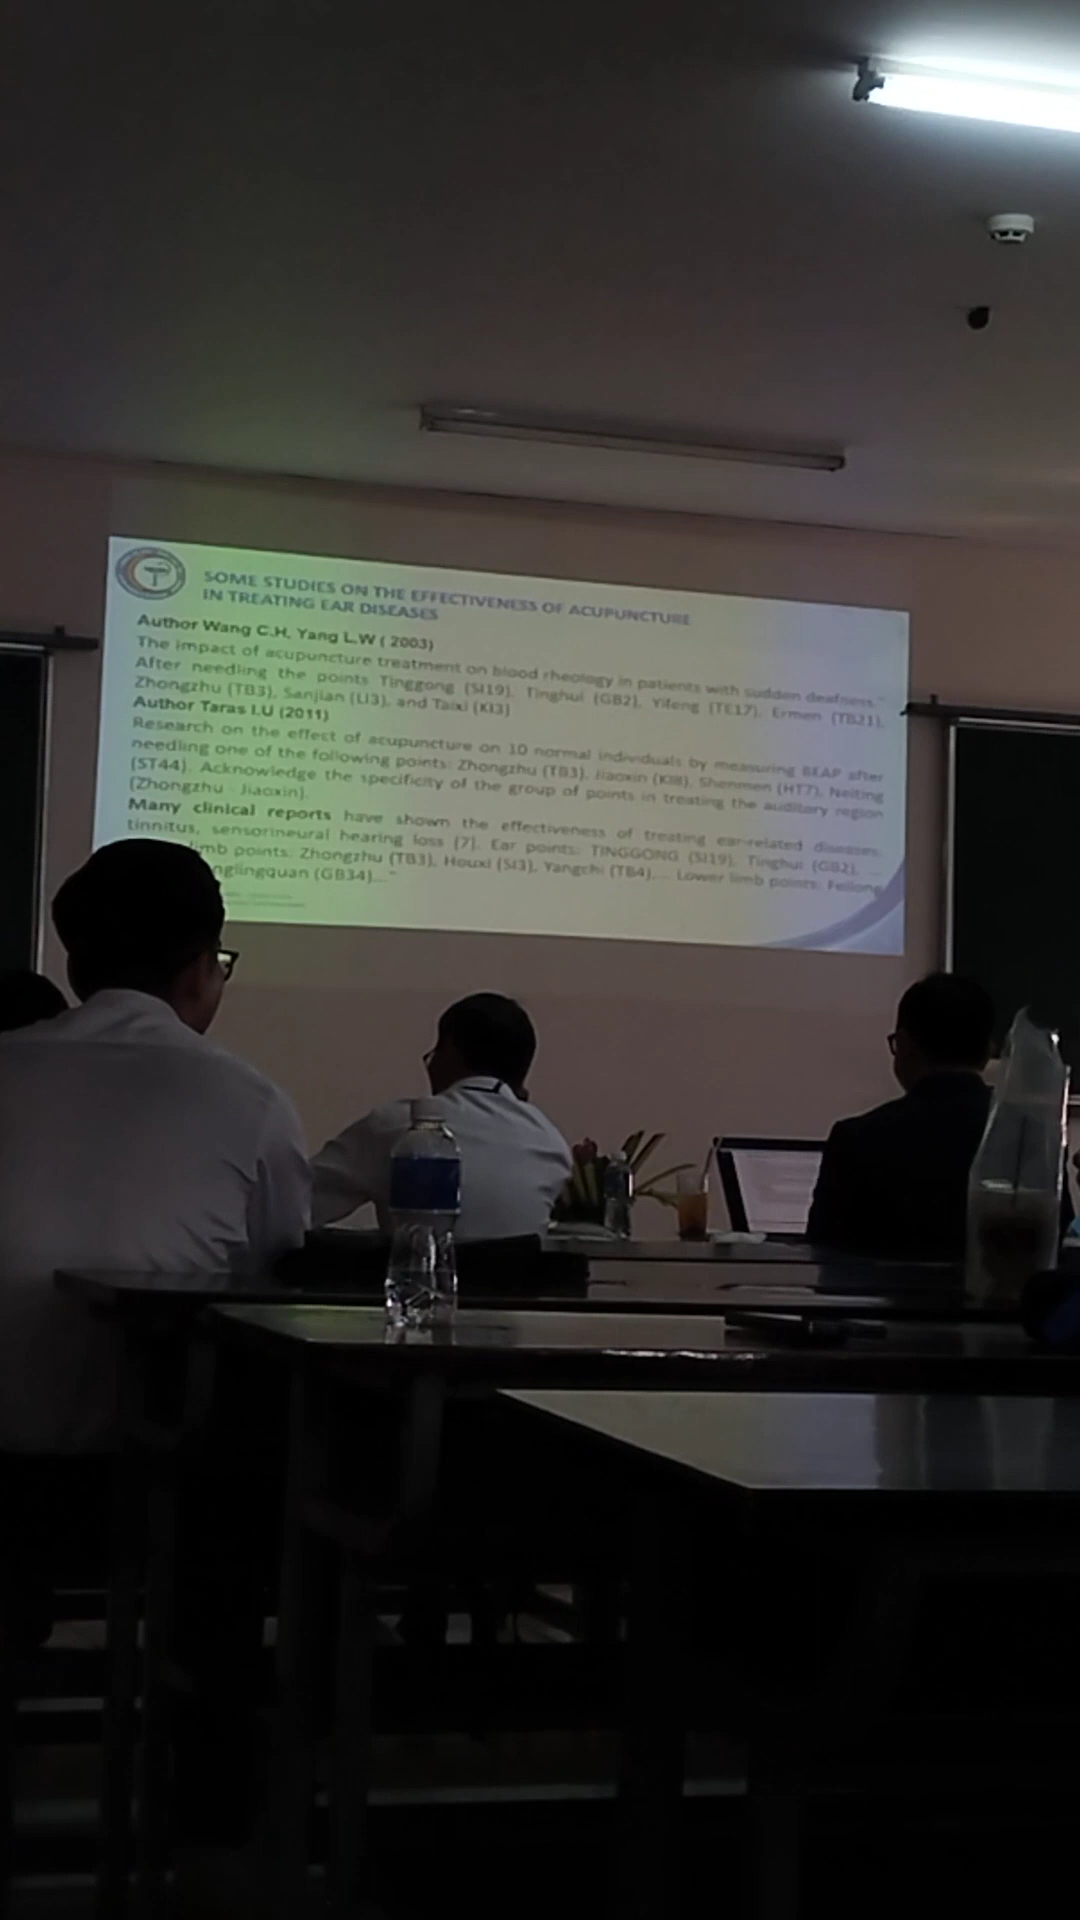 SOME STUDIES ON THE EFFECTIVENESS OF ACUPUNCTURE
IN TREATING EAR DISEASES
Author Wang C.H, Yang L.W ( 2003)
The impact of acupuncture treatment on blood rheology in patients with sudden deafness."
After needling the points Tinggong (SI19), Tinghui (GB2), Yifeng (TE17), Ermen (TB21),
Zhongzhu (TB3), Sanjian (LI3), and Taixi (KI3)
Author Taras I.U (2011)
Research on the effect of acupuncture on 10 normal individuals by measuring BEAP after
needling one of the following points: Zhongzhu (TB3), Jiaoxin (KI8), Shenmen (HT7), Neiting
(ST44). Acknowledge the specificity of the group of points in treating the auditory region
(Zhongzhu - Jiaoxin).
Many clinical reports have shown the effectiveness of treating ear-related diseases:
tinnitus, sensorineural hearing loss [7]. Ear points: TINGGONG (SI19), Tinghui (GB2), ...
limb points: Zhongzhu (TB3), Houxi (SI3), Yangchi (TB4),... Lower limb points: Feilong
nglingquan (GB34)..."